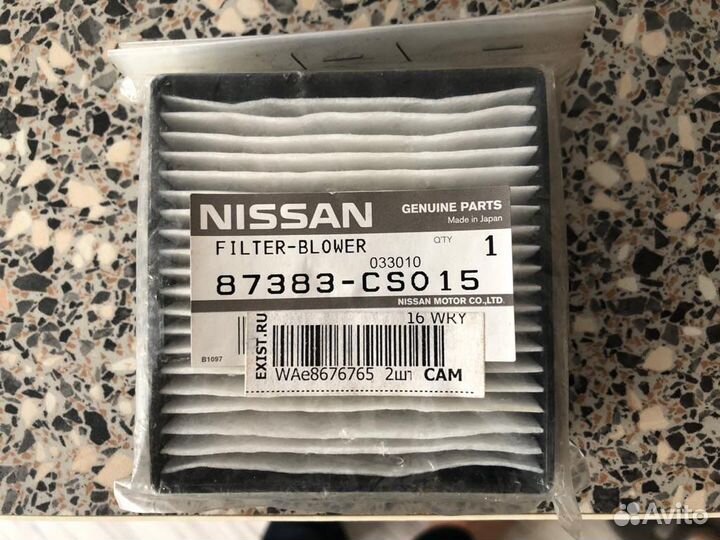 NISSAN
GENUINE PARTS
Made in Japan
FILTER-BLOWER
Q'TY
1
033010
87383-CS015
NISSAN MOTOR CO.,LTD.
16 WRY
EXIST.RU
B1097
WAe8676765 2шт CAM
Avito